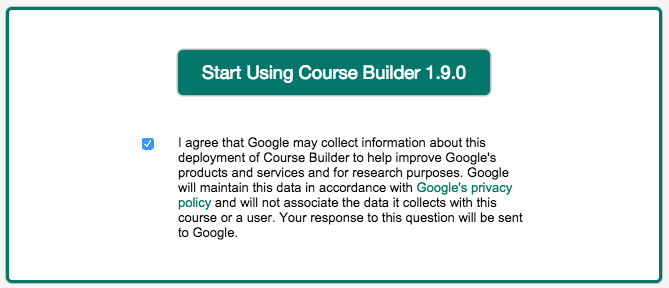 Start Using Course Builder 1.9.0
I agree that Google may collect information about this
deployment of Course Builder to help improve Google's
products and services and for research purposes. Google
will maintain this data in accordance with Google's privacy
policy and will not associate the data it collects with this
course or a user. Your response to this question will be sent
to Google.